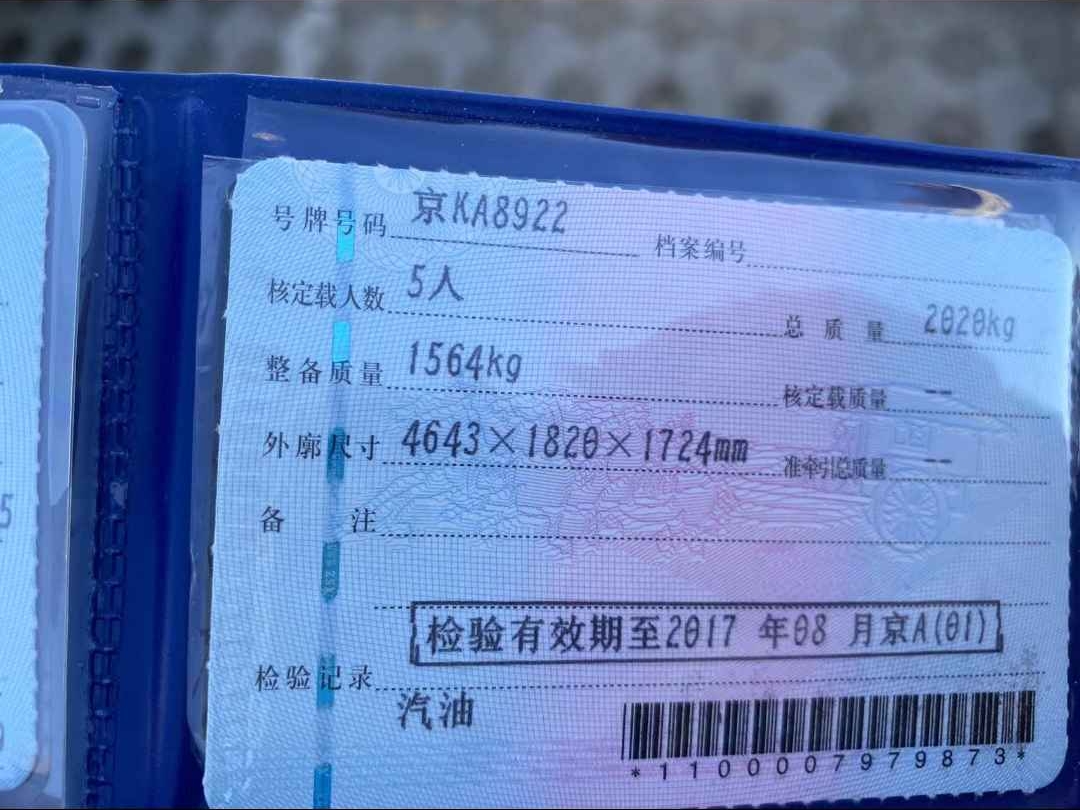 号牌号码 京KA8922 档案编号
核定载人数 5人 总质量 2020kg
整备质量 1564kg 核定载质量 --
外廓尺寸 4643×1820×1724mm 准牵引总质量 --
备注
检验有效期至2017 年08 月京A(01)
检验记录
汽油
*1100007979873*
5